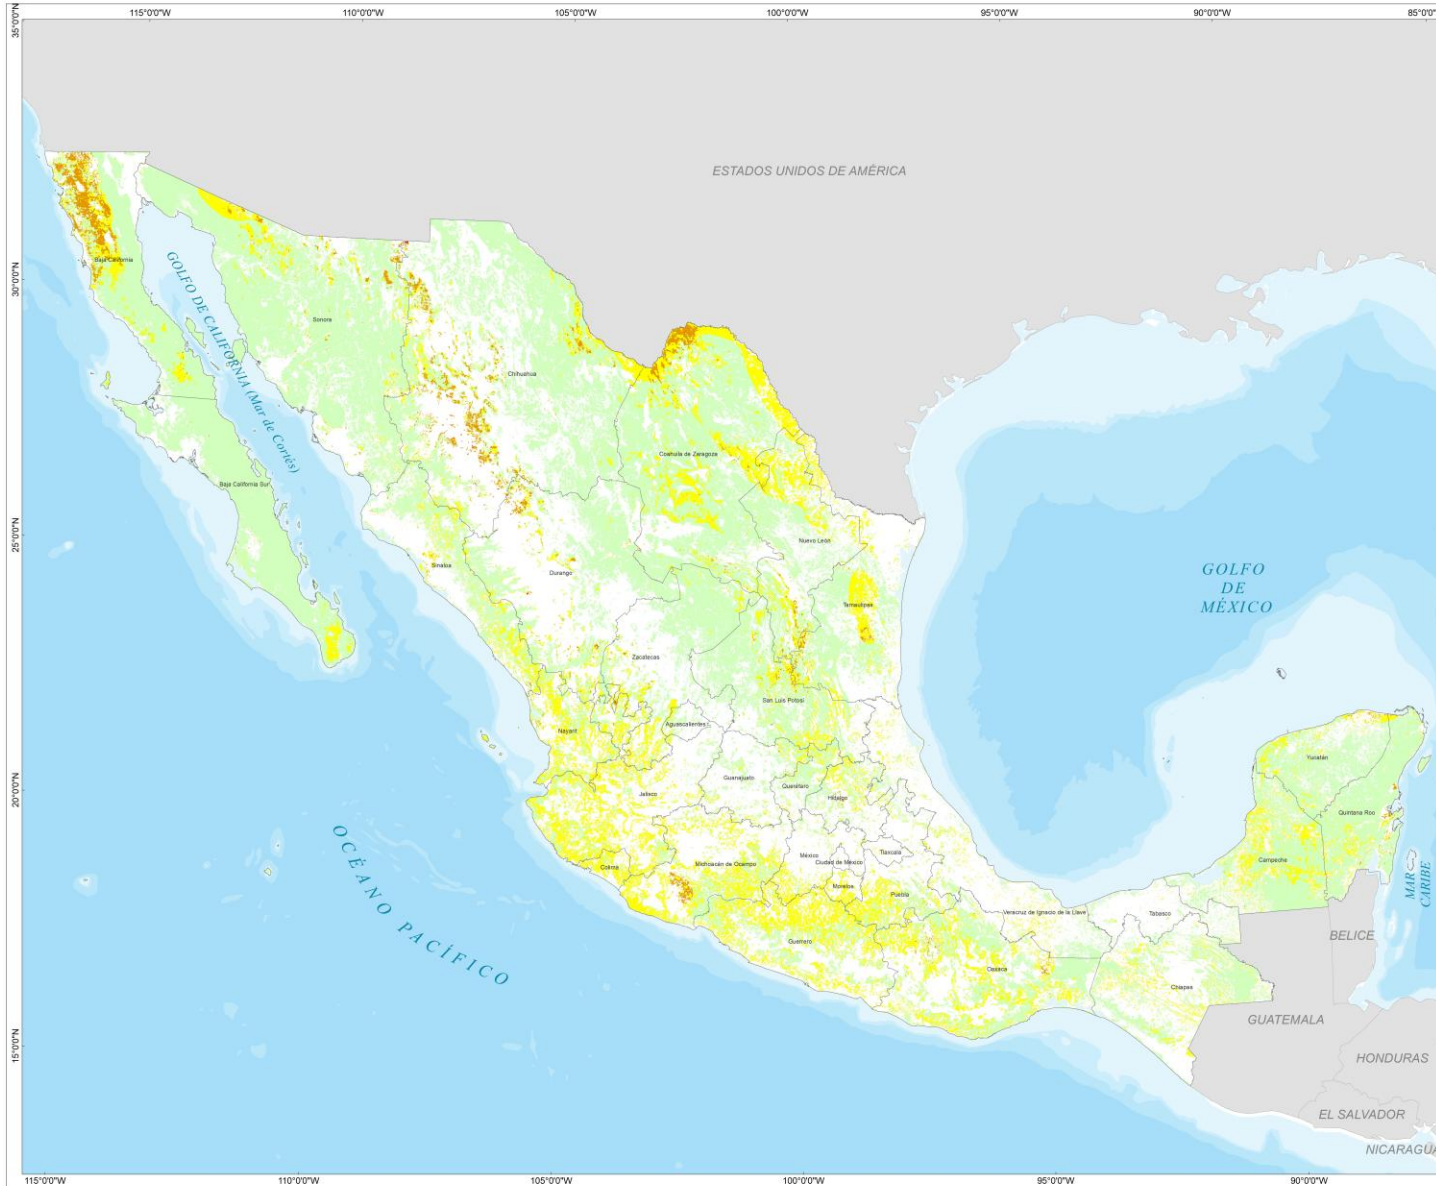 115°0'0"W 110°0'0"W 105°0'0"W 100°0'0"W 95°0'0"W 90°0'0"W 85°0'0"W
35°0'0"N
ESTADOS UNIDOS DE AMÉRICA
Baja California
GOLFO DE CALIFORNIA (Mar de Cortés)
30°0'0"N
Sonora
Chihuahua
Coahuila de Zaragoza
Baja California Sur
25°0'0"N
Nuevo León
Sinaloa
Durango
GOLFO
DE
MÉXICO
Tamaulipas
Zacatecas
San Luis Potosí
Aguascalientes
Nayarit
Yucatán
20°0'0"N
Guanajuato
Querétaro
Jalisco
Hidalgo
Quintana Roo
OCÉANO PACÍFICO
México
Tlaxcala
Ciudad de México
Michoacán de Ocampo
Colima
Campeche
MAR
CARIBE
Morelos
Puebla
Veracruz de Ignacio de la Llave
Tabasco
BELICE
Guerrero
Oaxaca
Chiapas
15°0'0"N
GUATEMALA
HONDURAS
EL SALVADOR
NICARAGUA
115°0'0"W 110°0'0"W 105°0'0"W 100°0'0"W 95°0'0"W 90°0'0"W